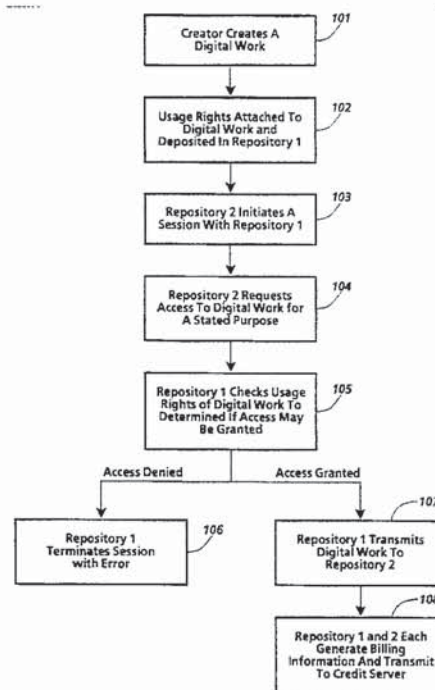 101
Creator Creates A
Digital Work
102
Usage Rights Attached To
Digital Work and
Deposited In Repository 1
103
Repository 2 Initiates A
Session With Repository 1
104
Repository 2 Requests
Access To Digital Work for
A Stated Purpose
105
Repository 1 Checks Usage
Rights of Digital Work To
Determined If Access May
Be Granted
Access Denied
Access Granted
106
Repository 1
Terminates Session
with Error
107
Repository 1 Transmits
Digital Work To
Repository 2
108
Repository 1 and 2 Each
Generate Billing
Information And Transmit
To Credit Server